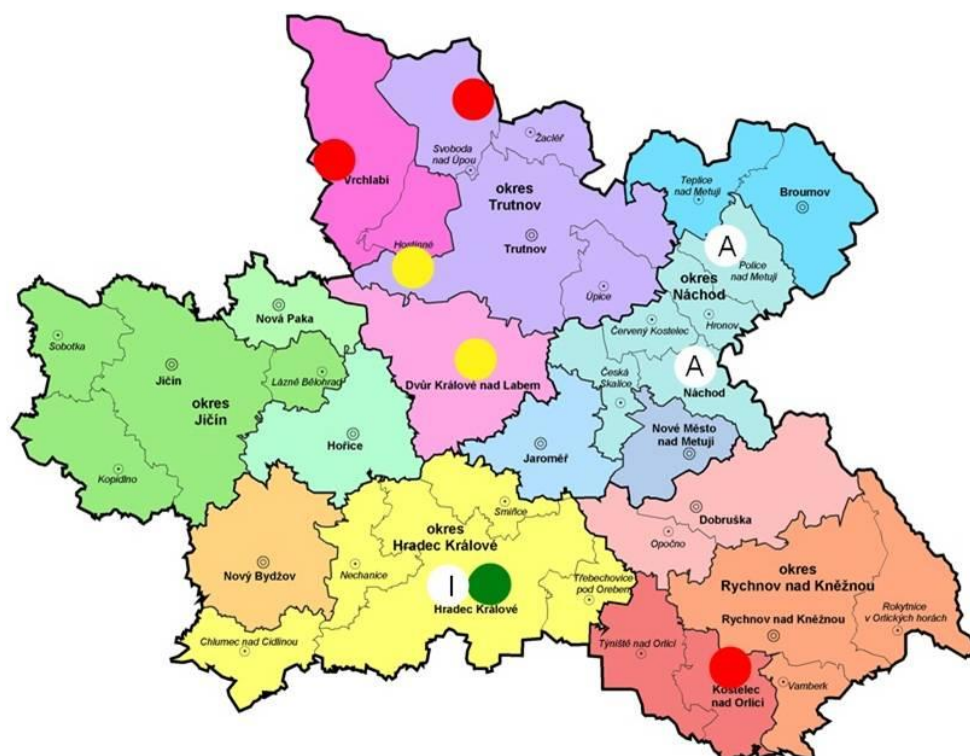 Žacléř
Svoboda
nad Úpou
Vrchlabí
okres
Trutnov
Trutnov
Teplice
nad Metují
Broumov
A
Police
nad Metují
okres
Náchod
Úpice
Hronov
Červený Kostelec
Nová Paka
Sobotka
Jičín
Lázně Bělohrad
okres
Jičín
Dvůr Králové nad Labem
Česká
Skalice
A
Náchod
Hořice
Jaroměř
Nové Město
nad Metují
Kopidlno
Smiřice
okres
Hradec Králové
Dobruška
Opočno
Nový Bydžov
Nechanice
I
Hradec Králové
Třebechovice
pod Orebem
okres
Rychnov nad Kněžnou
Rychnov nad Kněžnou
Rokytnice
v Orlických horách
Chlumec nad Cidlinou
Týniště nad Orlicí
Kostelec
nad Orlicí
Vamberk